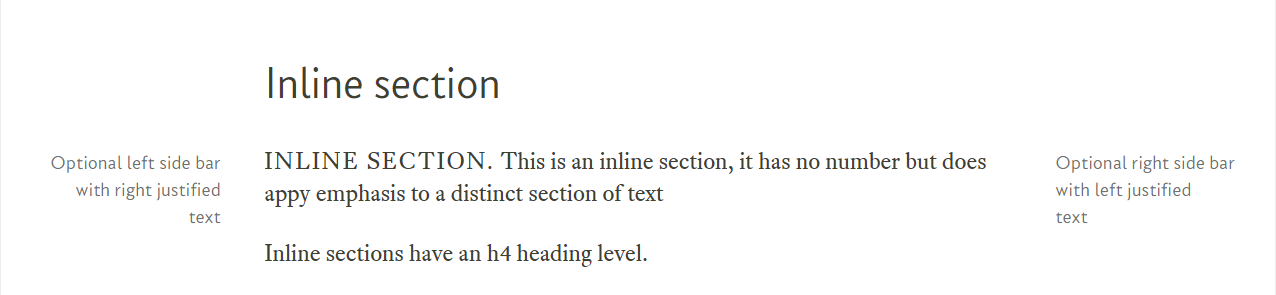 Inline section
Optional left side bar
with right justified
text
INLINE SECTION. This is an inline section, it has no number but does
appy emphasis to a distinct section of text
Inline sections have an h4 heading level.
Optional right side bar
with left justified
text